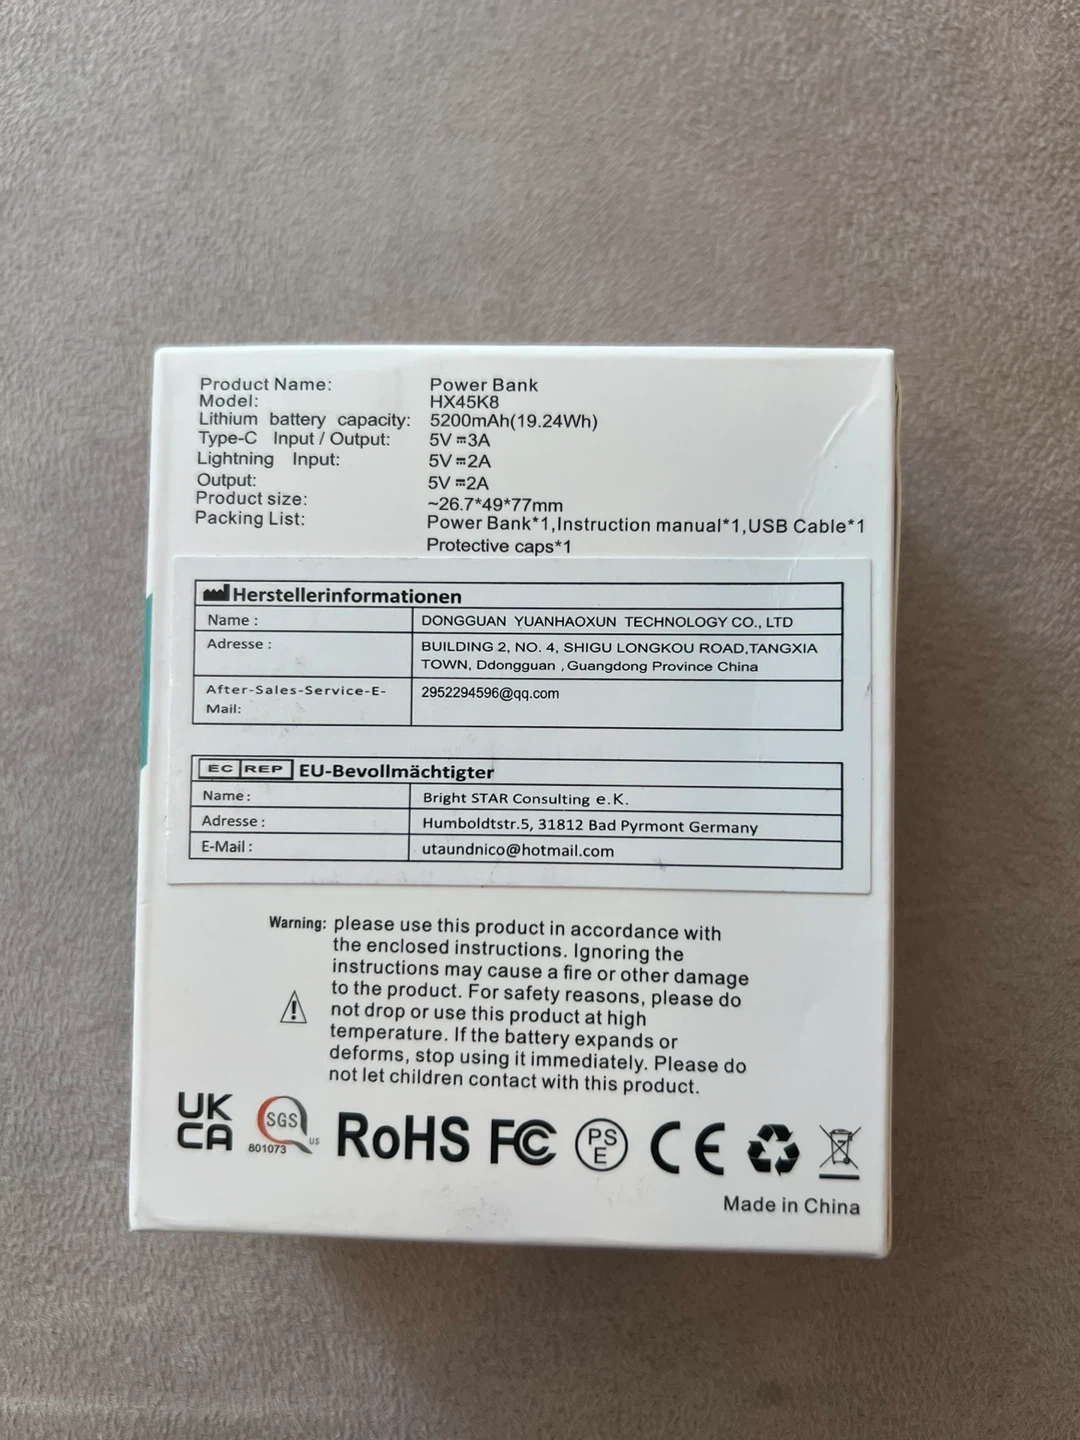 Product Name: Power Bank
Model: HX45K8
Lithium battery capacity: 5200mAh(19.24Wh)
Type-C Input / Output: 5V⎓3A
Lightning Input: 5V⎓2A
Output: 5V⎓2A
Product size: ~26.7*49*77mm
Packing List: Power Bank*1,Instruction manual*1,USB Cable*1
Protective caps*1
Herstellerinformationen
Name : DONGGUAN YUANHAOXUN TECHNOLOGY CO., LTD
Adresse : BUILDING 2, NO. 4, SHIGU LONGKOU ROAD,TANGXIA
TOWN, Ddongguan , Guangdong Province China
After-Sales-Service-E- 2952294596@qq.com
Mail:
EC REP EU-Bevollmächtigter
Name : Bright STAR Consulting e.K.
Adresse : Humboldtstr.5, 31812 Bad Pyrmont Germany
E-Mail : utaundnico@hotmail.com
Warning: please use this product in accordance with
the enclosed instructions. Ignoring the
instructions may cause a fire or other damage
to the product. For safety reasons, please do
not drop or use this product at high
temperature. If the battery expands or
deforms, stop using it immediately. Please do
not let children contact with this product.
UK
CA
SGS
801073 US
RoHS FC PS
E
CE
Made in China